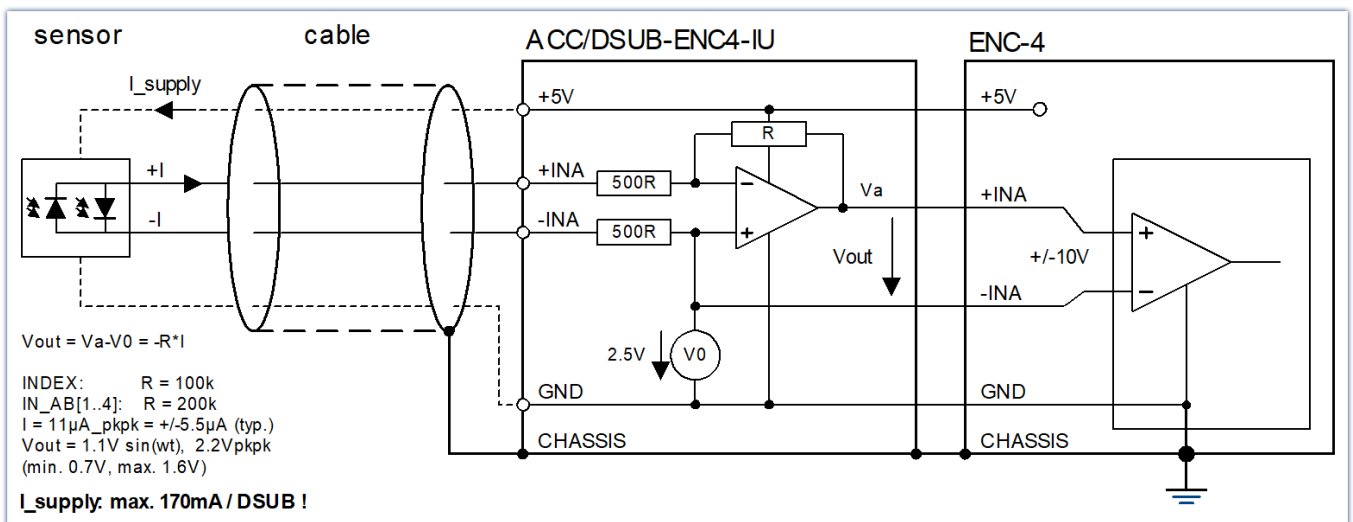 sensor
cable
ACC/DSUB-ENC4-IU
ENC-4
I_supply
+5V
+5V
R
+I
+INA
500R
−
Va
+INA
-I
-INA
500R
+
+
Vout
+/-10V
−
-INA
Vout = Va-V0 = -R*I
2.5V
V0
INDEX: R = 100k
GND
GND
IN_AB[1..4]: R = 200k
I = 11µA_pkpk = +/-5.5µA (typ.)
Vout = 1.1V sin(wt), 2.2Vpkpk
CHASSIS
CHASSIS
(min. 0.7V, max. 1.6V)
I_supply: max. 170mA / DSUB !